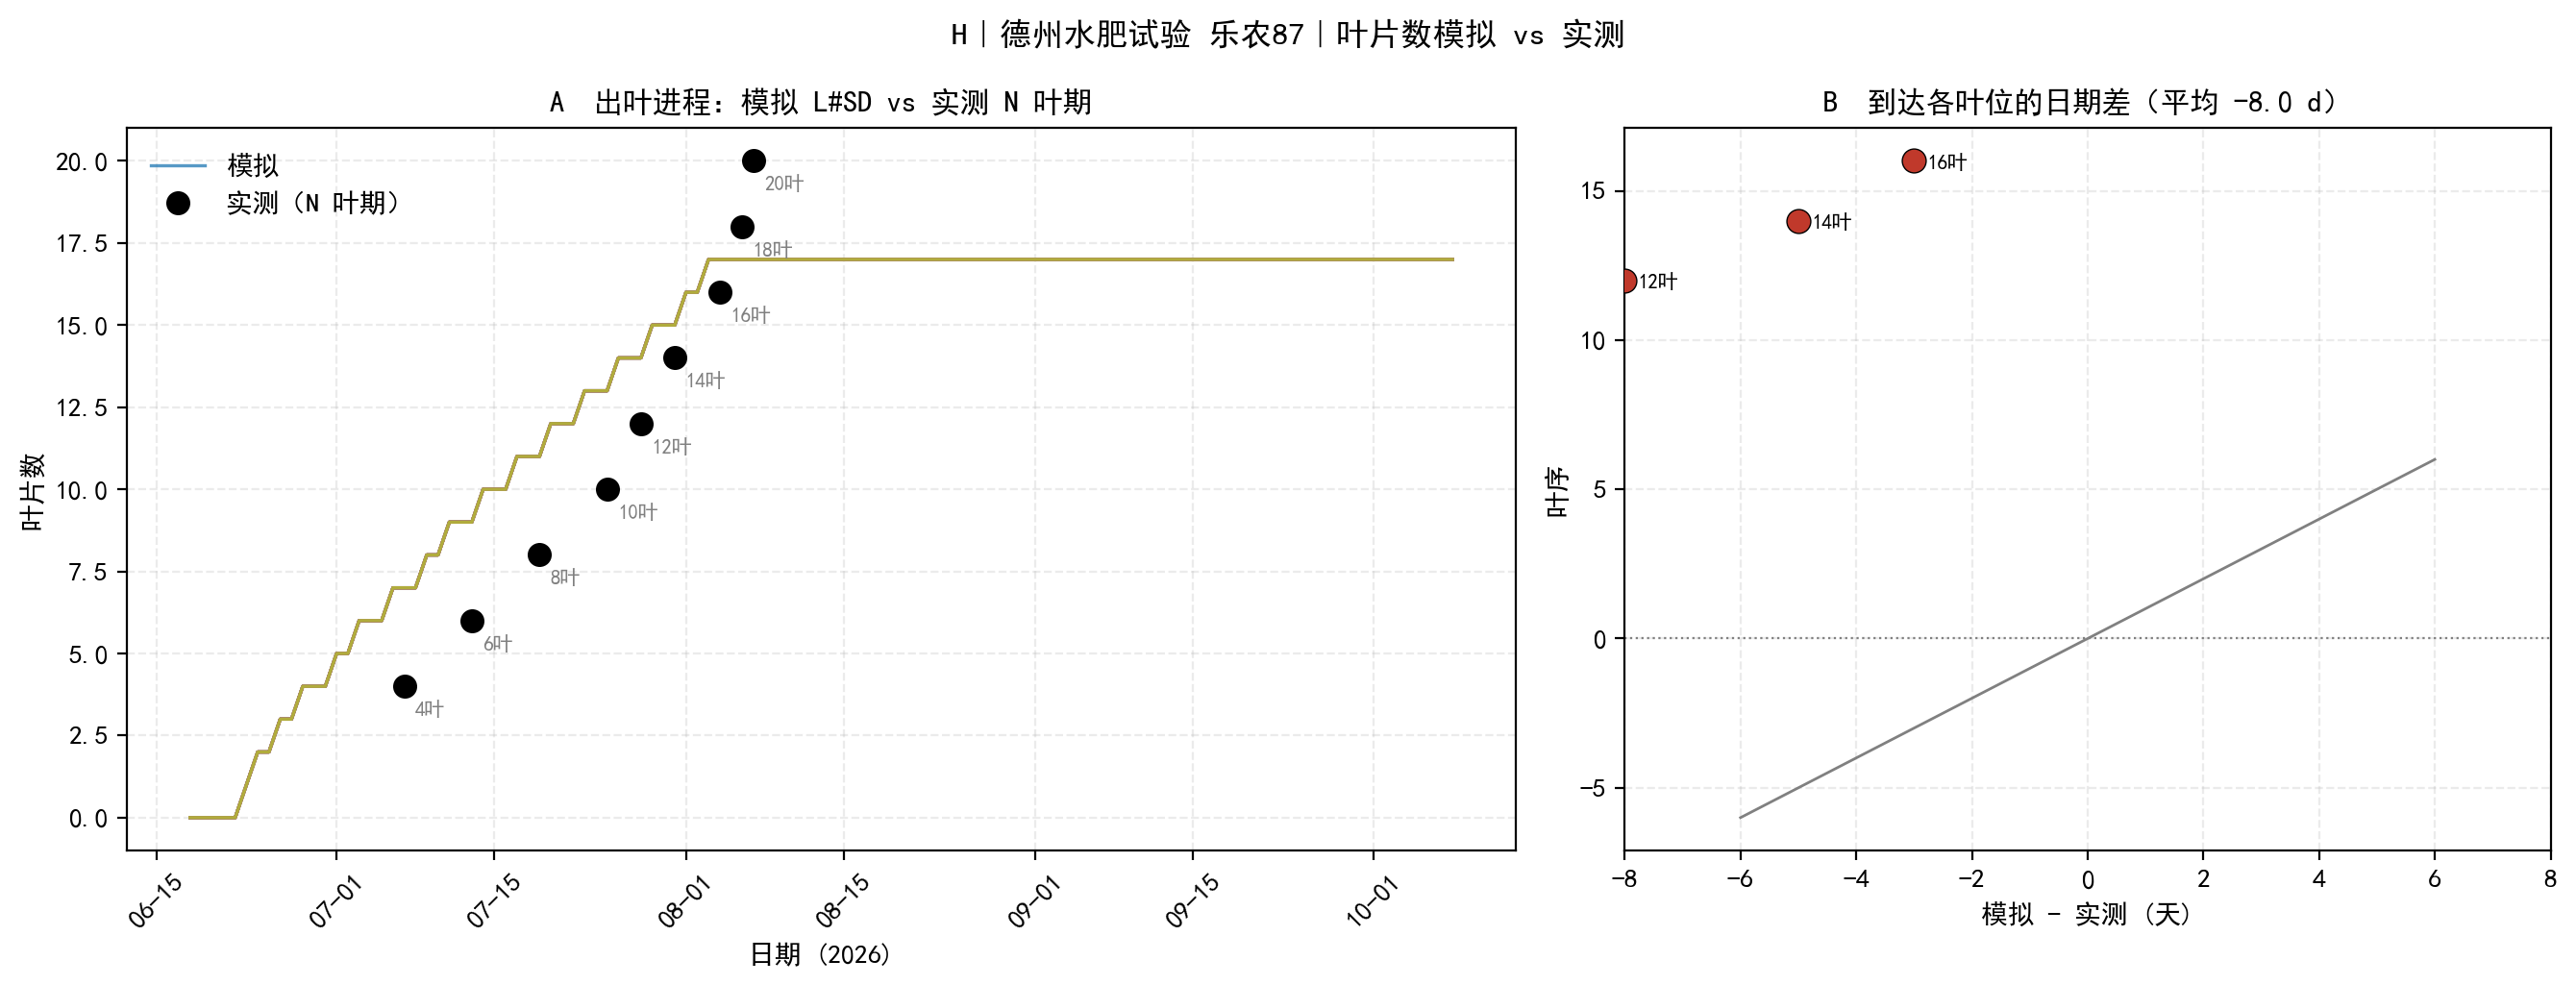 H｜德州水肥试验 乐农87｜叶片数模拟 vs 实测
A 出叶进程：模拟 L#SD vs 实测 N 叶期
模拟
实测（N 叶期）
20.0
17.5
15.0
12.5
10.0
7.5
5.0
2.5
0.0
叶片数
20叶
18叶
16叶
14叶
12叶
10叶
8叶
6叶
4叶
06-15
07-01
07-15
08-01
08-15
09-01
09-15
10-01
日期 (2026)
B 到达各叶位的日期差（平均 -8.0 d）
15
10
5
0
-5
叶序
16叶
14叶
12叶
-8
-6
-4
-2
0
2
4
6
8
模拟 - 实测 (天)